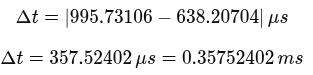 Δt = |995.73106 − 638.20704| μs
Δt = 357.52402 μs = 0.35752402 ms